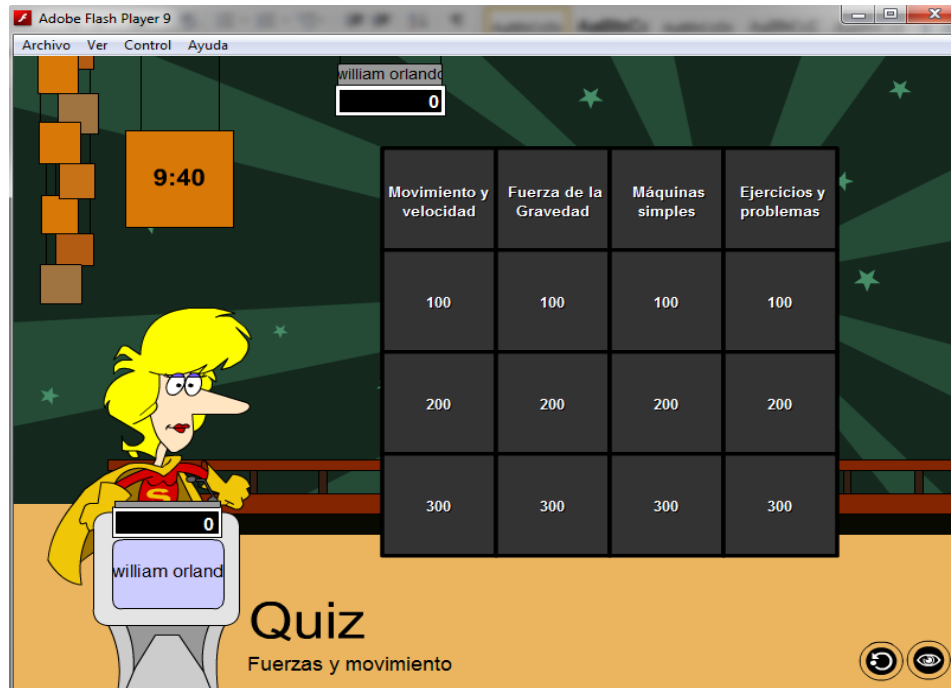 Adobe Flash Player 9
Archivo Ver Control Ayuda
william orlando
0
9:40
Movimiento y velocidad
Fuerza de la Gravedad
Máquinas simples
Ejercicios y problemas
100 100 100 100
200 200 200 200
300 300 300 300
S
0
william orland
Quiz
Fuerzas y movimiento